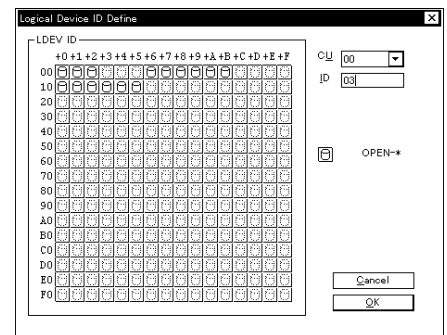 Logical Device ID Define
LDEV ID
+0 +1 +2 +3 +4 +5 +6 +7 +8 +9 +A +B +C +D +E +F
00
10
20
30
40
50
60
70
80
90
A0
B0
C0
D0
E0
F0
CU 00
ID 03
OPEN-*
Cancel
OK